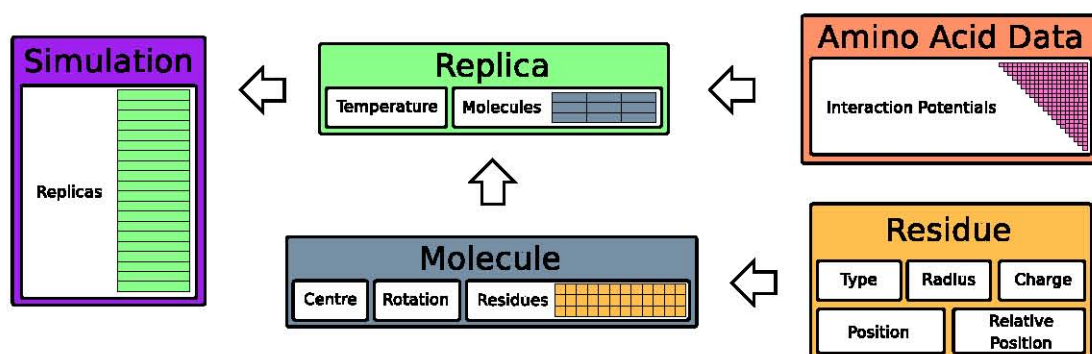 Simulation
Replicas
Replica
Temperature
Molecules
Amino Acid Data
Interaction Potentials
Molecule
Centre
Rotation
Residues
Residue
Type
Radius
Charge
Position
Relative
Position